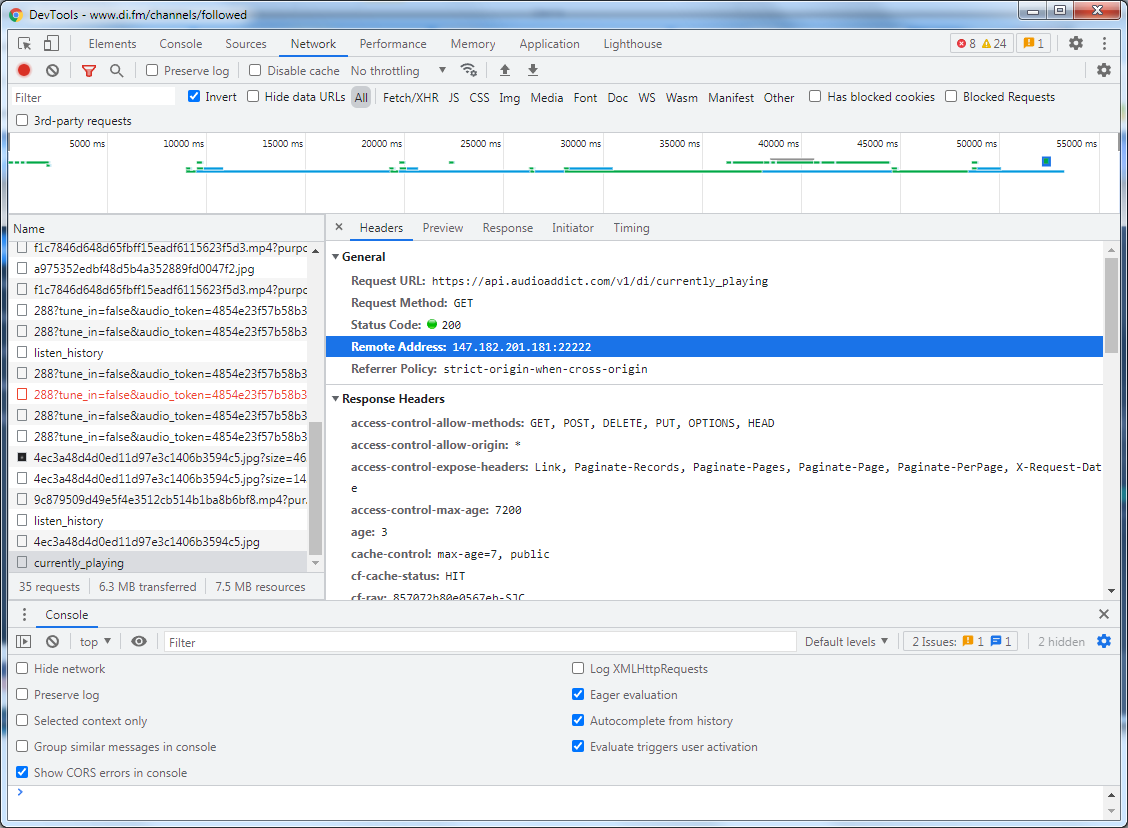 DevTools - www.di.fm/channels/followed
Elements Console Sources Network Performance Memory Application Lighthouse 8 24 1
Preserve log Disable cache No throttling
Filter Invert Hide data URLs All Fetch/XHR JS CSS Img Media Font Doc WS Wasm Manifest Other Has blocked cookies Blocked Requests
3rd-party requests
5000 ms 10000 ms 15000 ms 20000 ms 25000 ms 30000 ms 35000 ms 40000 ms 45000 ms 50000 ms 55000 ms
Name
f1c7846d648d65fbff15eadf6115623f5d3.mp4?purpo
a975352edbf48d5b4a352889fd0047f2.jpg
f1c7846d648d65fbff15eadf6115623f5d3.mp4?purpo
288?tune_in=false&audio_token=4854e23f57b58b3
288?tune_in=false&audio_token=4854e23f57b58b3
listen_history
288?tune_in=false&audio_token=4854e23f57b58b3
288?tune_in=false&audio_token=4854e23f57b58b3
288?tune_in=false&audio_token=4854e23f57b58b3
288?tune_in=false&audio_token=4854e23f57b58b3
4ec3a48d4d0ed11d97e3c1406b3594c5.jpg?size=46
4ec3a48d4d0ed11d97e3c1406b3594c5.jpg?size=14
9c879509d49e5f4e3512cb514b1ba8b6bf8.mp4?pur
listen_history
4ec3a48d4d0ed11d97e3c1406b3594c5.jpg
currently_playing
35 requests 6.3 MB transferred 7.5 MB resources
Headers Preview Response Initiator Timing
General
Request URL: https://api.audioaddict.com/v1/di/currently_playing
Request Method: GET
Status Code: 200
Remote Address: 147.182.201.181:22222
Referrer Policy: strict-origin-when-cross-origin
Response Headers
access-control-allow-methods: GET, POST, DELETE, PUT, OPTIONS, HEAD
access-control-allow-origin: *
access-control-expose-headers: Link, Paginate-Records, Paginate-Pages, Paginate-Page, Paginate-PerPage, X-Request-Dat
e
access-control-max-age: 7200
age: 3
cache-control: max-age=7, public
cf-cache-status: HIT
cf-ray: 857072b80e0567eb-SJC
Console
top Filter Default levels 2 Issues: 1 1 2 hidden
Hide network
Preserve log
Selected context only
Group similar messages in console
Show CORS errors in console
Log XMLHttpRequests
Eager evaluation
Autocomplete from history
Evaluate triggers user activation